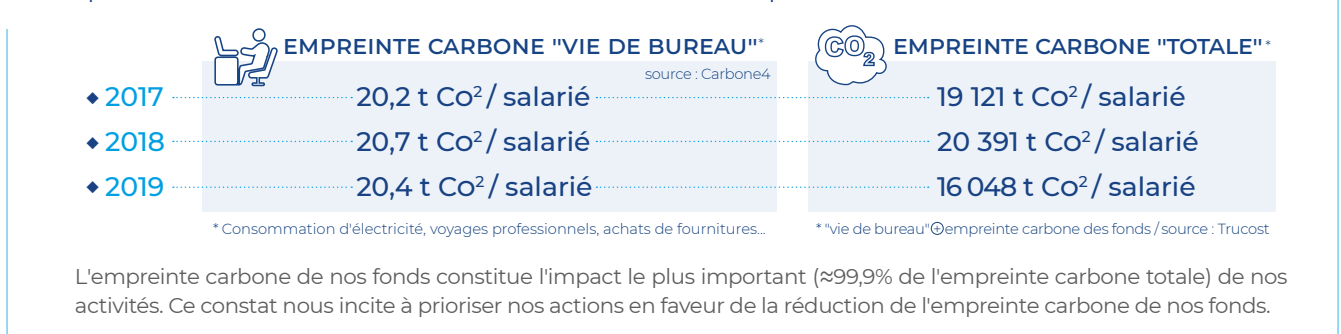 EMPREINTE CARBONE "VIE DE BUREAU"* EMPREINTE CARBONE "TOTALE"*
CO2
source : Carbone4
2017 20,2 t Co² / salarié 19 121 t Co² / salarié
2018 20,7 t Co² / salarié 20 391 t Co² / salarié
2019 20,4 t Co² / salarié 16 048 t Co² / salarié
* Consommation d'électricité, voyages professionnels, achats de fournitures... * "vie de bureau"⊕empreinte carbone des fonds / source : Trucost
L'empreinte carbone de nos fonds constitue l'impact le plus important (≈99,9% de l'empreinte carbone totale) de nos
activités. Ce constat nous incite à prioriser nos actions en faveur de la réduction de l'empreinte carbone de nos fonds.